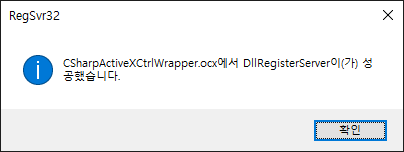 RegSvr32
CSharpActiveXCtrlWrapper.ocx에서 DllRegisterServer이(가) 성
공했습니다.
확인